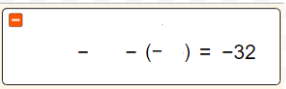 − − (− ) = −32